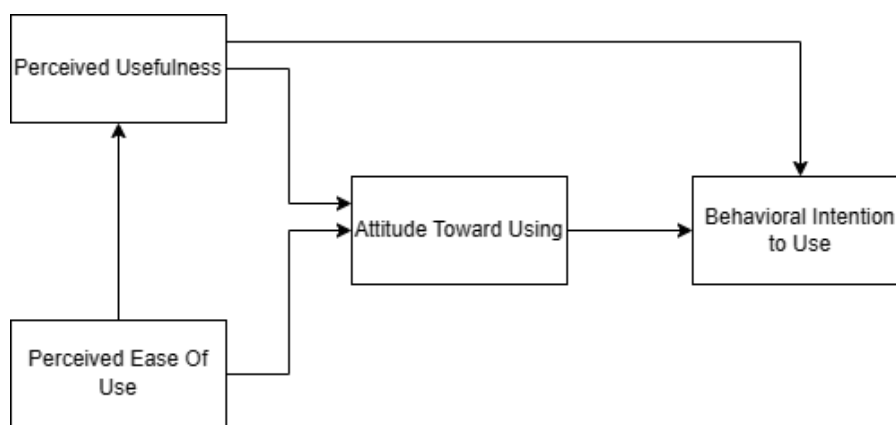 Perceived Usefulness
Attitude Toward Using
Behavioral Intention
to Use
Perceived Ease Of
Use